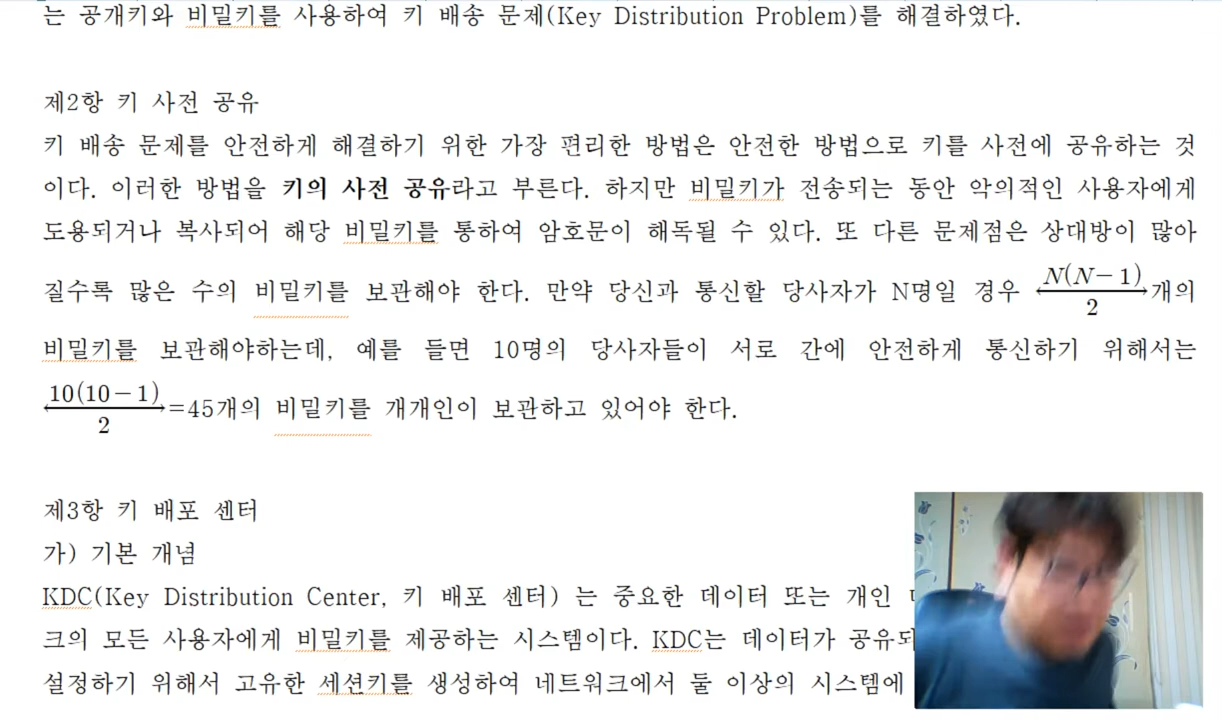 는 공개키와 비밀키를 사용하여 키 배송 문제(Key Distribution Problem)를 해결하였다.
제2항 키 사전 공유
키 배송 문제를 안전하게 해결하기 위한 가장 편리한 방법은 안전한 방법으로 키를 사전에 공유하는 것
이다. 이러한 방법을 키의 사전 공유라고 부른다. 하지만 비밀키가 전송되는 동안 악의적인 사용자에게
도용되거나 복사되어 해당 비밀키를 통하여 암호문이 해독될 수 있다. 또 다른 문제점은 상대방이 많아
질수록 많은 수의 비밀키를 보관해야 한다. 만약 당신과 통신할 당사자가 N명일 경우 N(N-1)/2개의
비밀키를 보관해야하는데, 예를 들면 10명의 당사자들이 서로 간에 안전하게 통신하기 위해서는
10(10-1)/2=45개의 비밀키를 개개인이 보관하고 있어야 한다.
제3항 키 배포 센터
가) 기본 개념
KDC(Key Distribution Center, 키 배포 센터) 는 중요한 데이터 또는 개인
크의 모든 사용자에게 비밀키를 제공하는 시스템이다. KDC는 데이터가
설정하기 위해서 고유한 세션키를 생성하여 네트워크에서 둘 이상의 시스템에